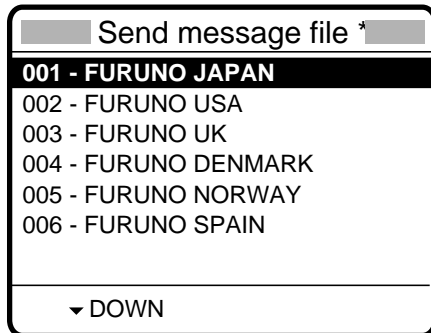 Send message file *
001 - FURUNO JAPAN
002 - FURUNO USA
003 - FURUNO UK
004 - FURUNO DENMARK
005 - FURUNO NORWAY
006 - FURUNO SPAIN
DOWN